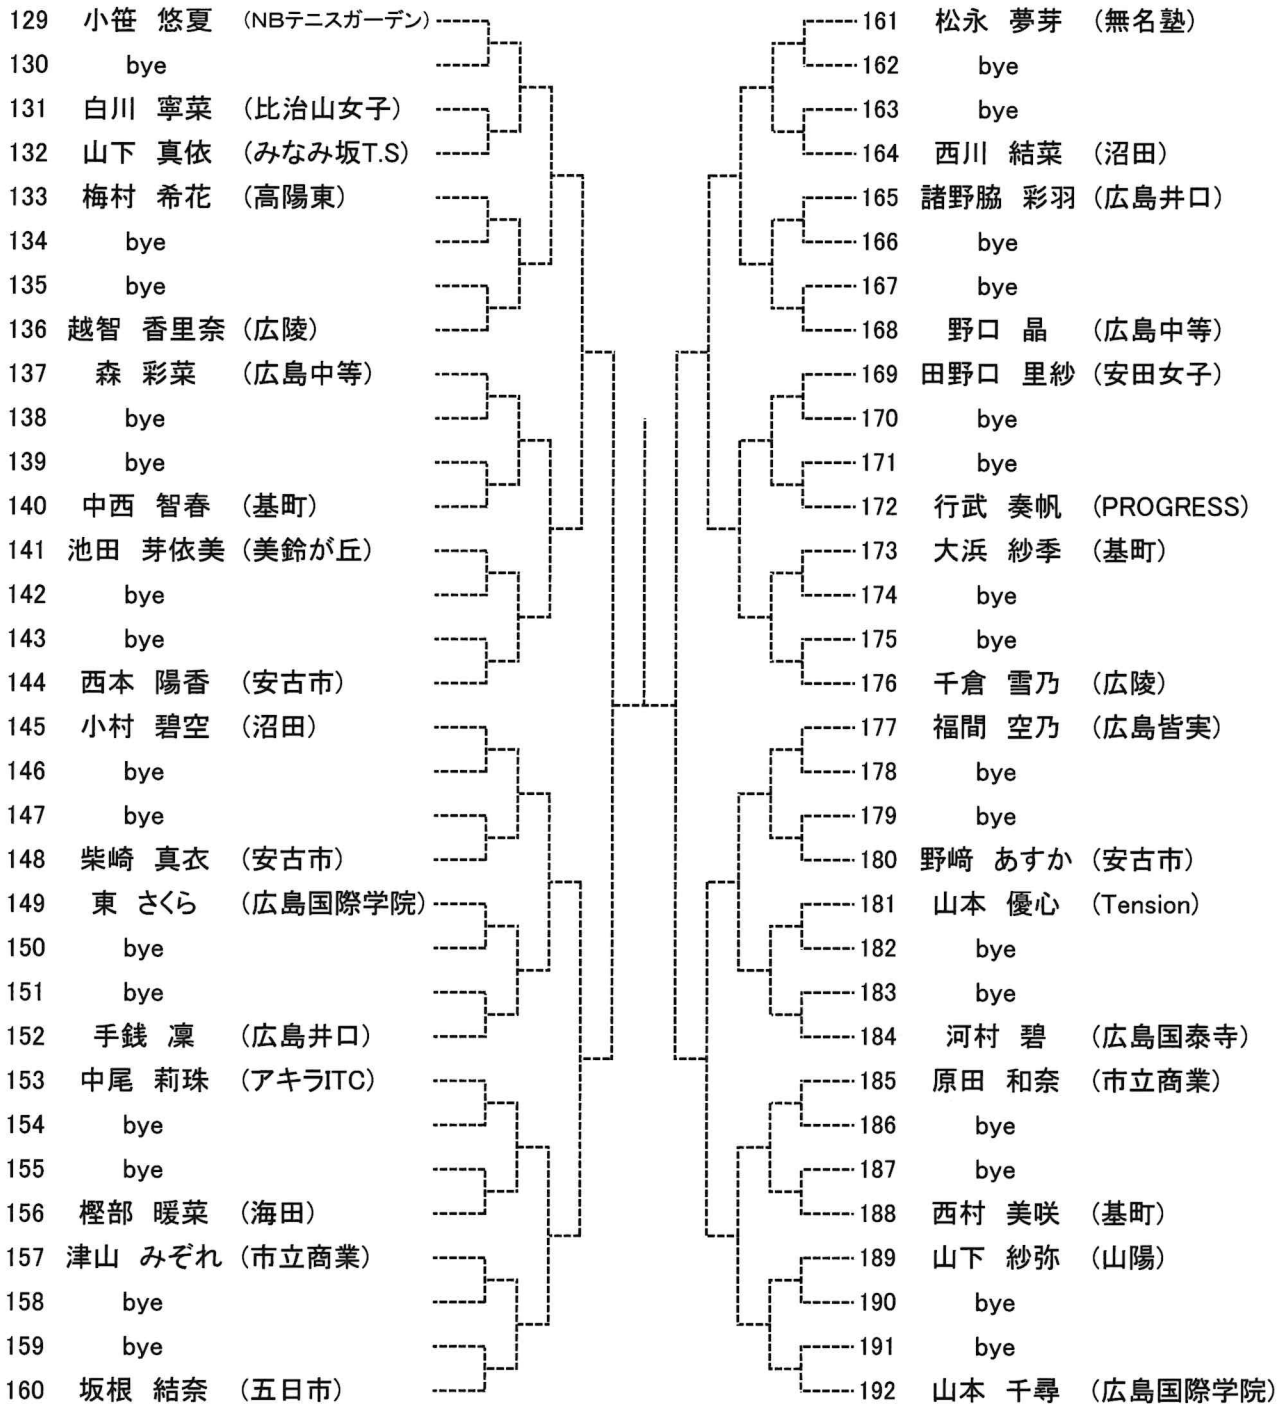 129 小笹 悠夏 (NBテニスガーデン)
130 bye
131 白川 寧菜 (比治山女子)
132 山下 真依 (みなみ坂T.S)
133 梅村 希花 (高陽東)
134 bye
135 bye
136 越智 香里奈 (広陵)
137 森 彩菜 (広島中等)
138 bye
139 bye
140 中西 智春 (基町)
141 池田 芽依美 (美鈴が丘)
142 bye
143 bye
144 西本 陽香 (安古市)
145 小村 碧空 (沼田)
146 bye
147 bye
148 柴崎 真衣 (安古市)
149 東 さくら (広島国際学院)
150 bye
151 bye
152 手銭 凜 (広島井口)
153 中尾 莉珠 (アキラITC)
154 bye
155 bye
156 樫部 暖菜 (海田)
157 津山 みぞれ (市立商業)
158 bye
159 bye
160 坂根 結奈 (五日市)
161 松永 夢芽 (無名塾)
162 bye
163 bye
164 西川 結菜 (沼田)
165 諸野脇 彩羽 (広島井口)
166 bye
167 bye
168 野口 晶 (広島中等)
169 田野口 里紗 (安田女子)
170 bye
171 bye
172 行武 奏帆 (PROGRESS)
173 大浜 紗季 (基町)
174 bye
175 bye
176 千倉 雪乃 (広陵)
177 福間 空乃 (広島皆実)
178 bye
179 bye
180 野﨑 あすか (安古市)
181 山本 優心 (Tension)
182 bye
183 bye
184 河村 碧 (広島国泰寺)
185 原田 和奈 (市立商業)
186 bye
187 bye
188 西村 美咲 (基町)
189 山下 紗弥 (山陽)
190 bye
191 bye
192 山本 千尋 (広島国際学院)